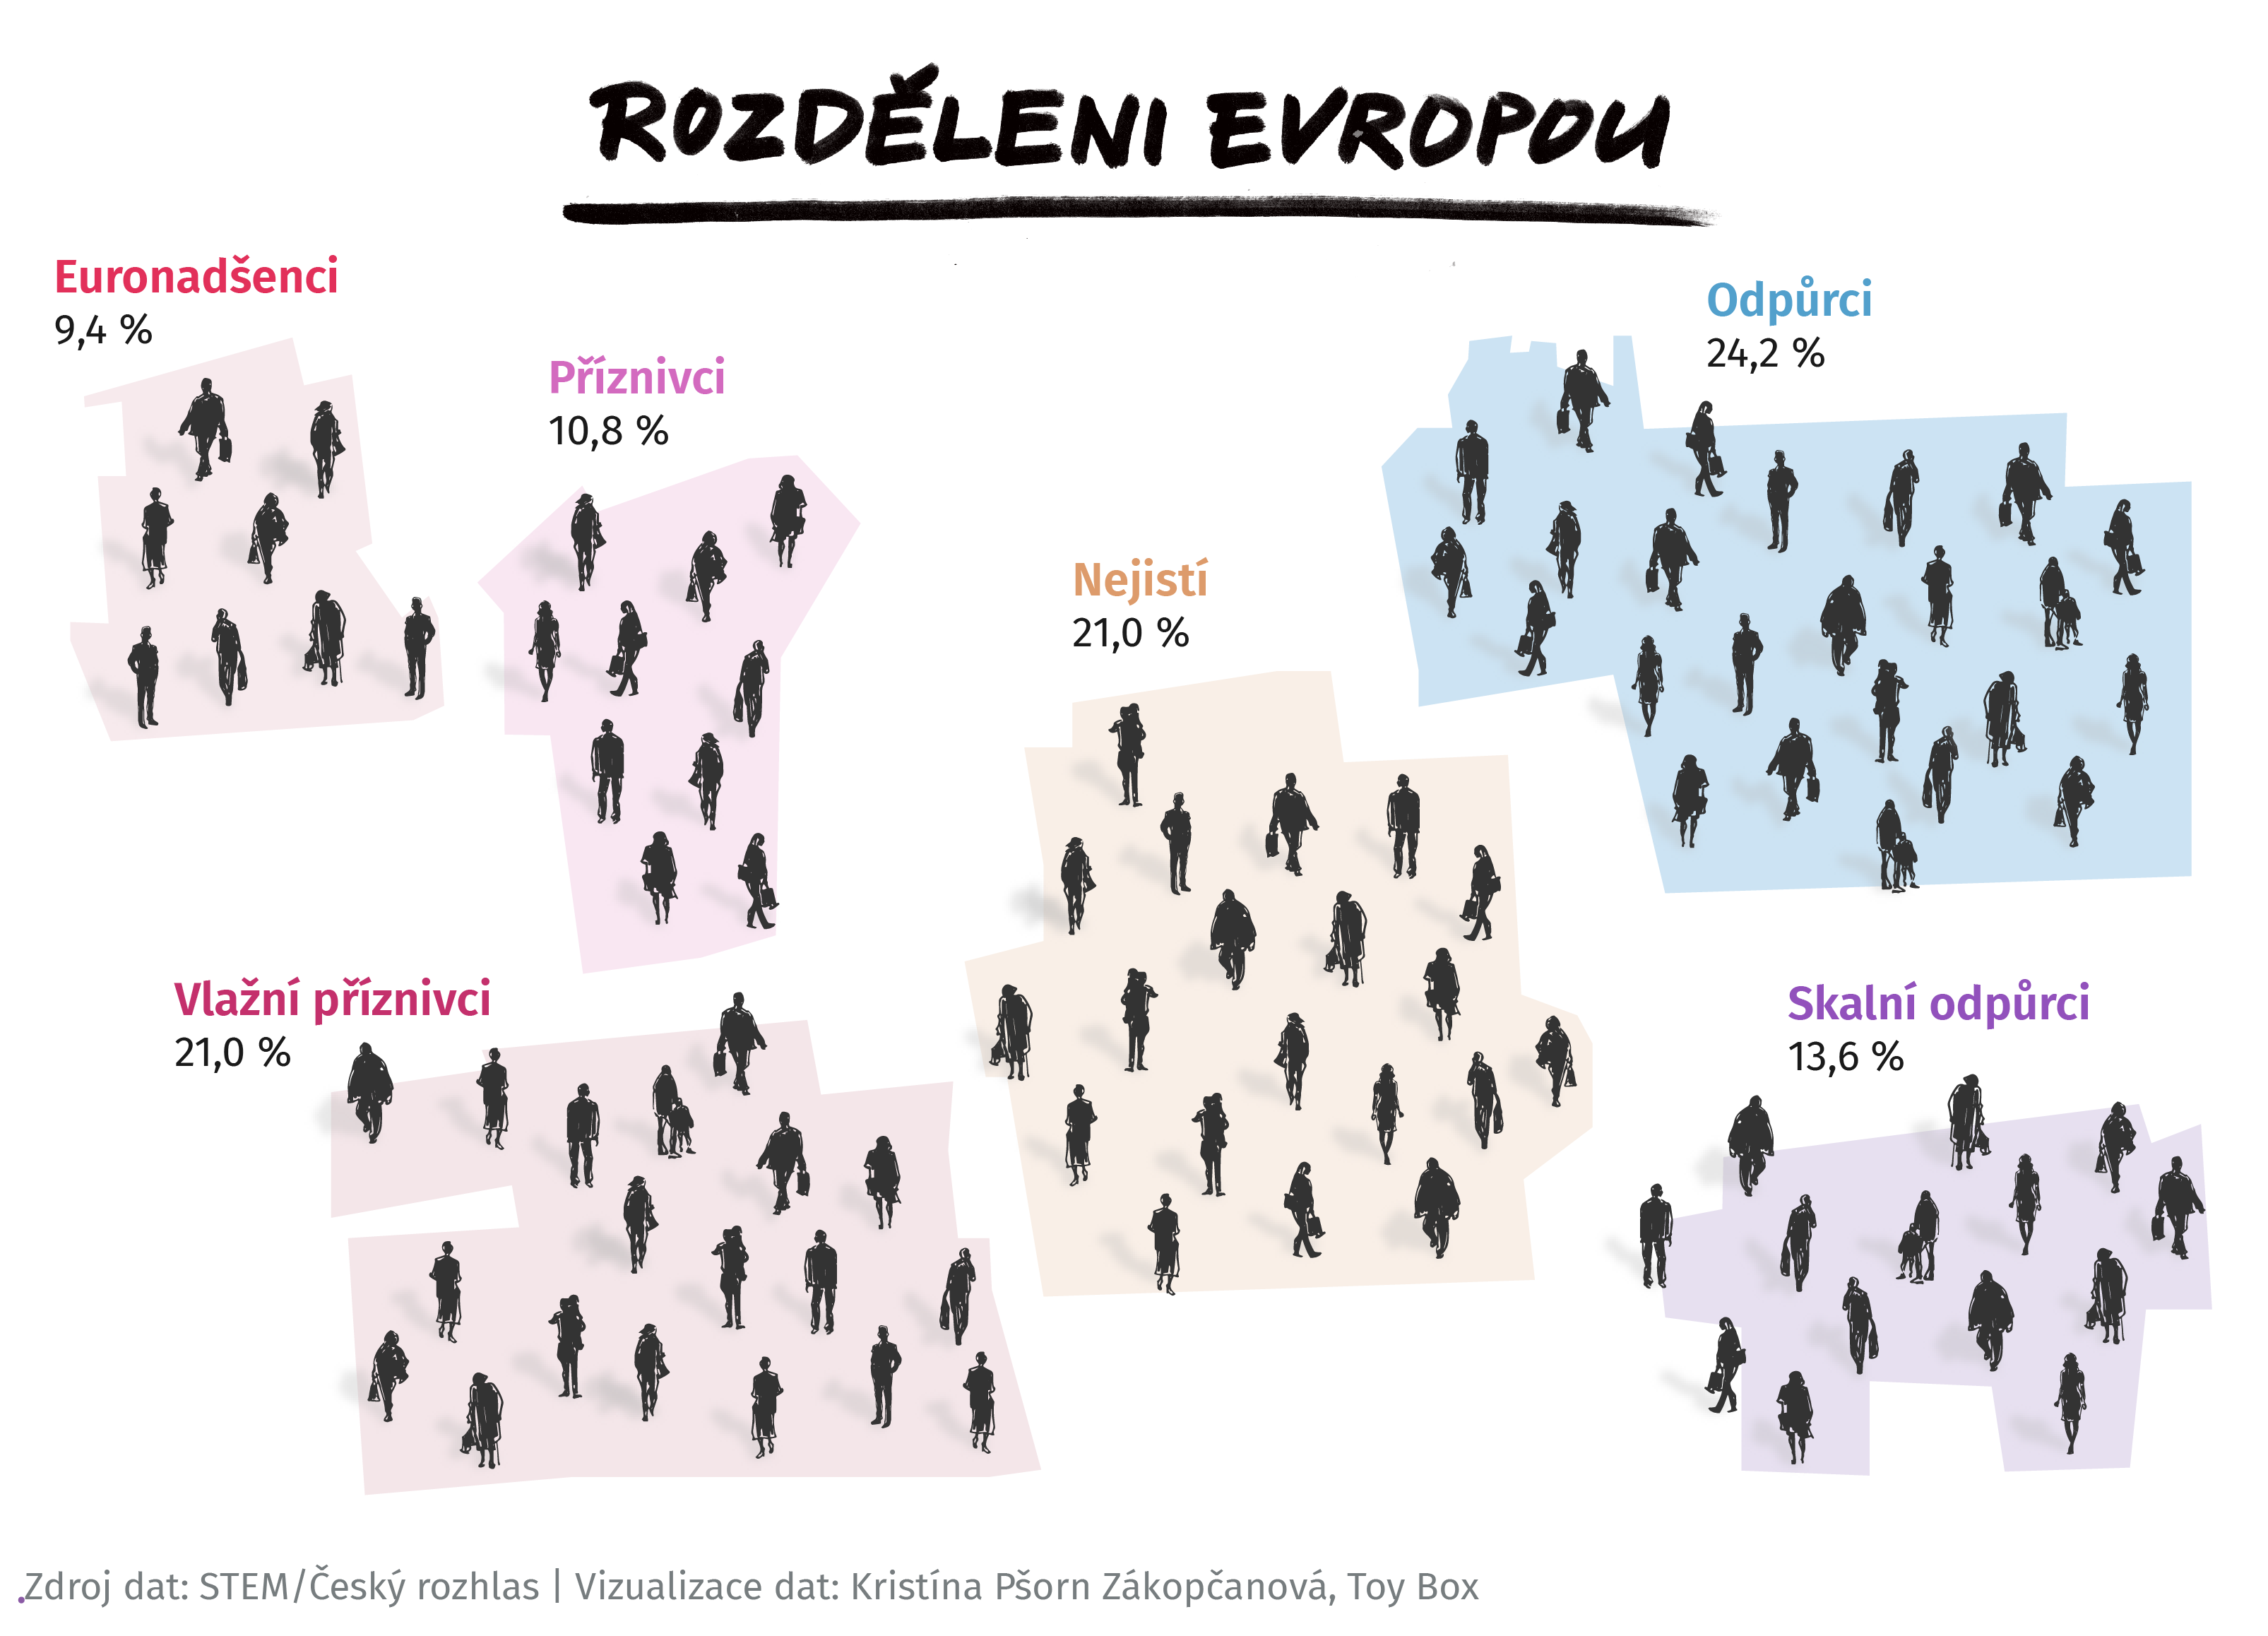 ROZDĚLENI EVROPOU
Euronadšenci
9,4 %
Příznivci
10,8 %
Odpůrci
24,2 %
Nejistí
21,0 %
Vlažní příznivci
21,0 %
Skalní odpůrci
13,6 %
Zdroj dat: STEM/Český rozhlas | Vizualizace dat: Kristína Pšorn Zákopčanová, Toy Box